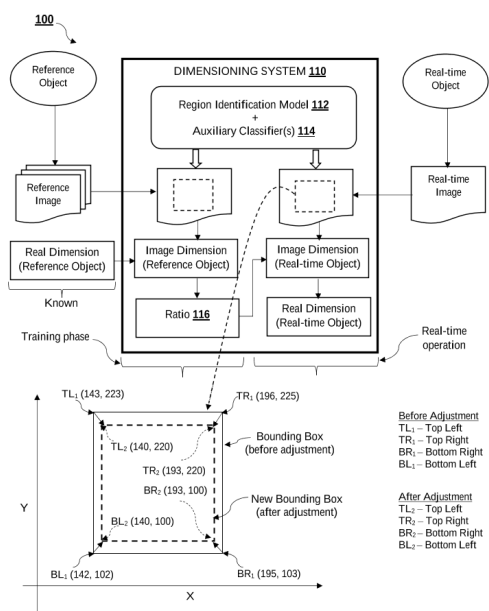 100
DIMENSIONING SYSTEM 110
Reference
Object
Real-time
Object
Region Identification Model 112
+
Auxiliary Classifier(s) 114
Reference
Image
Real-time
Image
Real Dimension
(Reference Object)
Known
Image Dimension
(Reference Object)
Image Dimension
(Real-time Object)
Ratio 116
Real Dimension
(Real-time Object)
Training phase
Real-time
operation
TL₁ (143, 223)
TR₁ (196, 225)
TL₂ (140, 220)
TR₂ (193, 220)
BR₂ (193, 100)
BL₂ (140, 100)
BL₁ (142, 102)
BR₁ (195, 103)
Bounding Box
(before adjustment)
New Bounding Box
(after adjustment)
Y
X
Before Adjustment
TL₁ – Top Left
TR₁ – Top Right
BR₁ – Bottom Right
BL₁ – Bottom Left
After Adjustment
TL₂ – Top Left
TR₂ – Top Right
BR₂ – Bottom Right
BL₂ – Bottom Left